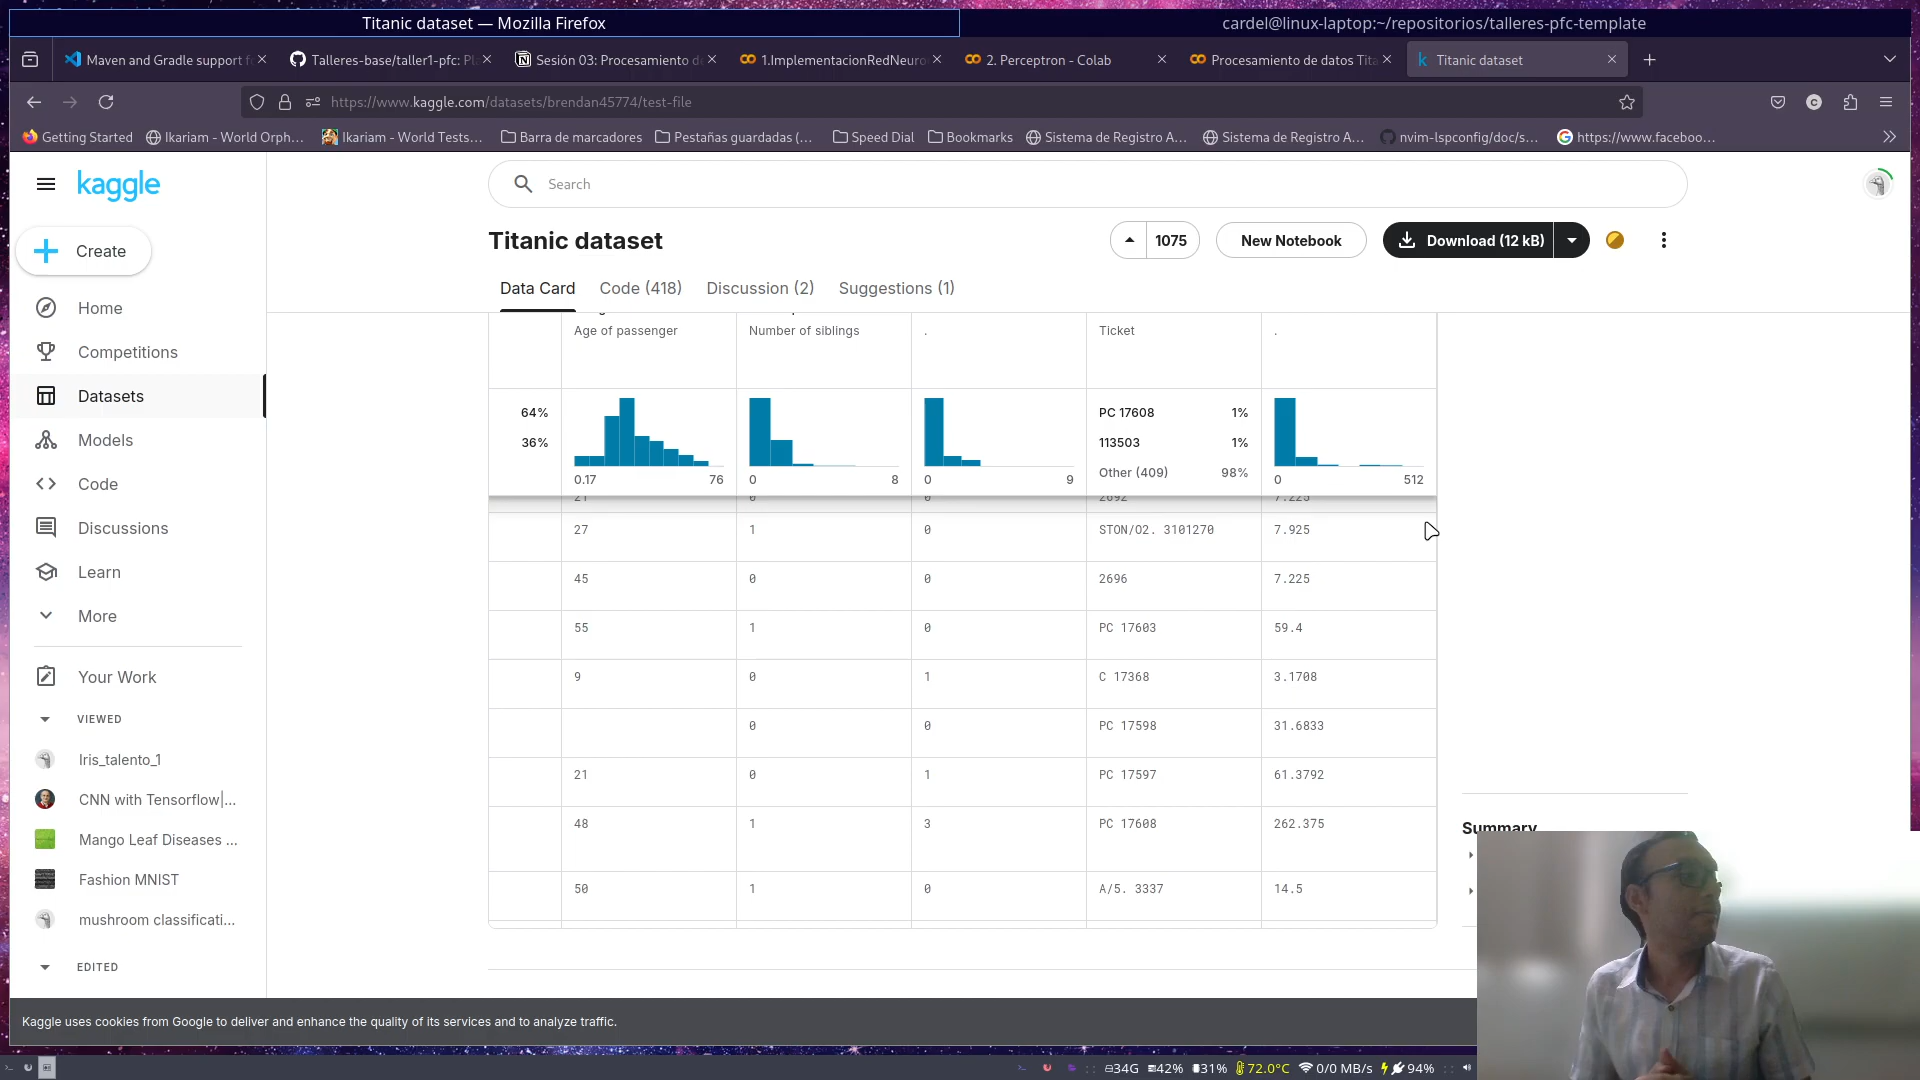 Titanic dataset — Mozilla Firefox
cardel@linux-laptop:~/repositorios/talleres-pfc-template
Maven and Gradle support f
Talleres-base/taller1-pfc: Pl
Sesión 03: Procesamiento d
1.ImplementacionRedNeuro
2. Perceptron - Colab
Procesamiento de datos Tita
Titanic dataset
https://www.kaggle.com/datasets/brendan45774/test-file
Getting Started
Ikariam - World Orph…
Ikariam - World Tests…
Barra de marcadores
Pestañas guardadas (…
Speed Dial
Bookmarks
Sistema de Registro A…
Sistema de Registro A…
nvim-lspconfig/doc/s…
https://www.faceboo…
kaggle
Search
Create
Home
Competitions
Datasets
Models
Code
Discussions
Learn
More
Your Work
VIEWED
Iris_talento_1
CNN with Tensorflow|...
Mango Leaf Diseases ...
Fashion MNIST
mushroom classificati...
EDITED
Titanic dataset
1075
New Notebook
Download (12 kB)
Data Card
Code (418)
Discussion (2)
Suggestions (1)
Age of passenger
Number of siblings
.
Ticket
.
64%
36%
0.17 76
0 8
0 9
PC 17608 1%
113503 1%
Other (409) 98%
0 512
21 0 0 2692 7.225
27 1 0 STON/O2. 3101270 7.925
45 0 0 2696 7.225
55 1 0 PC 17603 59.4
9 0 1 C 17368 3.1708
0 0 PC 17598 31.6833
21 0 1 PC 17597 61.3792
48 1 3 PC 17608 262.375
50 1 0 A/5. 3337 14.5
Summary
Kaggle uses cookies from Google to deliver and enhance the quality of its services and to analyze traffic.
34G 42% 31% 72.0°C 0/0 MB/s 94%